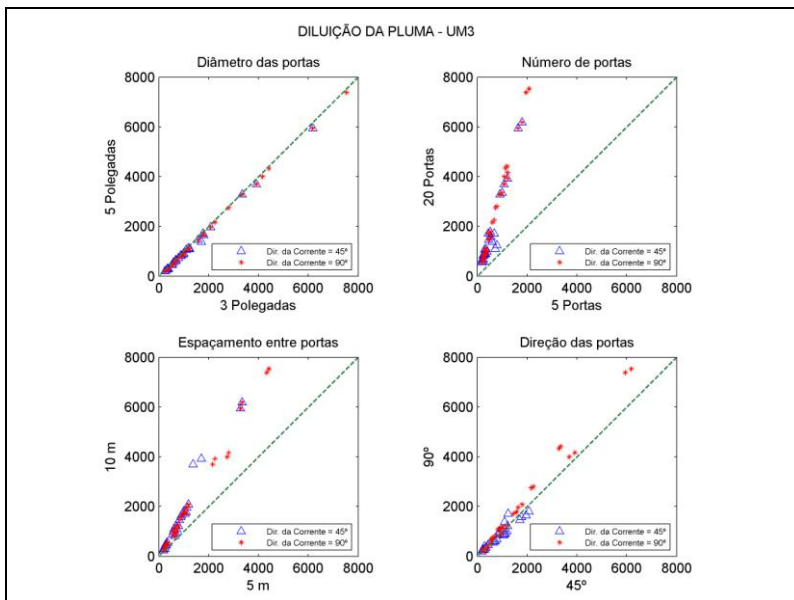 DILUIÇÃO DA PLUMA - UM3
Diâmetro das portas
8000
6000
4000
2000
0
5 Polegadas
0 2000 4000 6000 8000
3 Polegadas
Dir. da Corrente = 45º
Dir. da Corrente = 90º
Número de portas
8000
6000
4000
2000
0
20 Portas
0 2000 4000 6000 8000
5 Portas
Dir. da Corrente = 45º
Dir. da Corrente = 90º
Espaçamento entre portas
8000
6000
4000
2000
0
10 m
0 2000 4000 6000 8000
5 m
Dir. da Corrente = 45º
Dir. da Corrente = 90º
Direção das portas
8000
6000
4000
2000
0
90º
0 2000 4000 6000 8000
45º
Dir. da Corrente = 45º
Dir. da Corrente = 90º